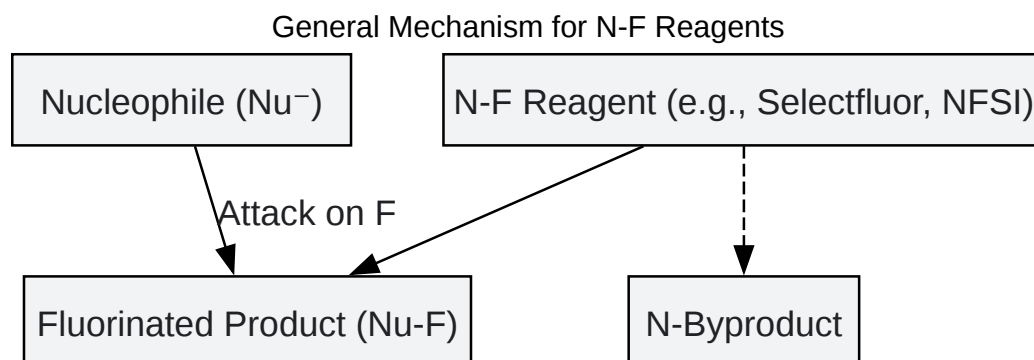 General Mechanism for N-F Reagents
Nucleophile (Nu⁻)
N-F Reagent (e.g., Selectfluor, NFSI)
Attack on F
Fluorinated Product (Nu-F)
N-Byproduct